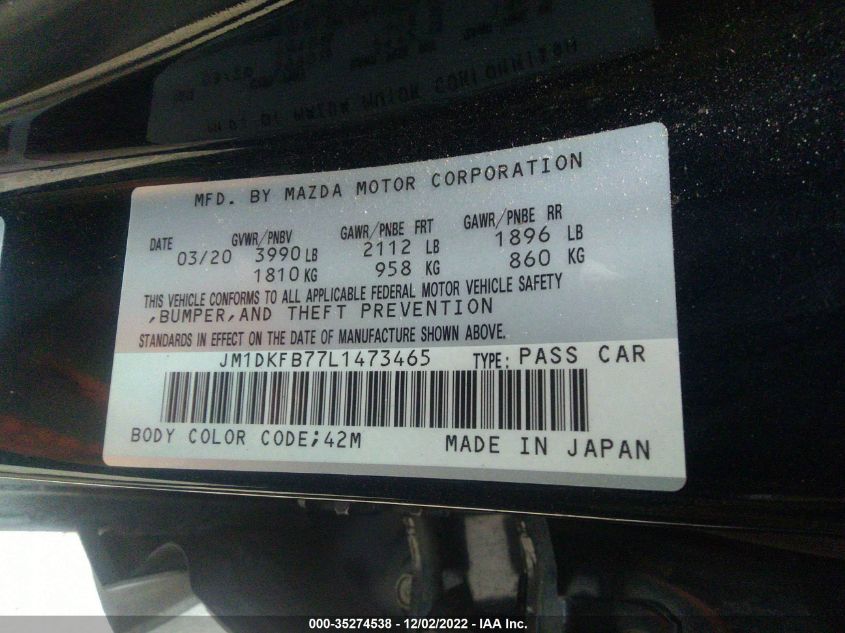 MFD. BY MAZDA MOTOR CORPORATION
DATE GVWR/PNBV GAWR/PNBE FRT GAWR/PNBE RR
03/20 3990 LB 2112 LB 1896 LB
1810 KG 958 KG 860 KG
THIS VEHICLE CONFORMS TO ALL APPLICABLE FEDERAL MOTOR VEHICLE SAFETY
,BUMPER,AND THEFT PREVENTION
STANDARDS IN EFFECT ON THE DATE OF MANUFACTURE SHOWN ABOVE.
JM1DKFB77L1473465 TYPE: PASS CAR
BODY COLOR CODE;42M MADE IN JAPAN
000-35274538 - 12/02/2022 - IAA Inc.